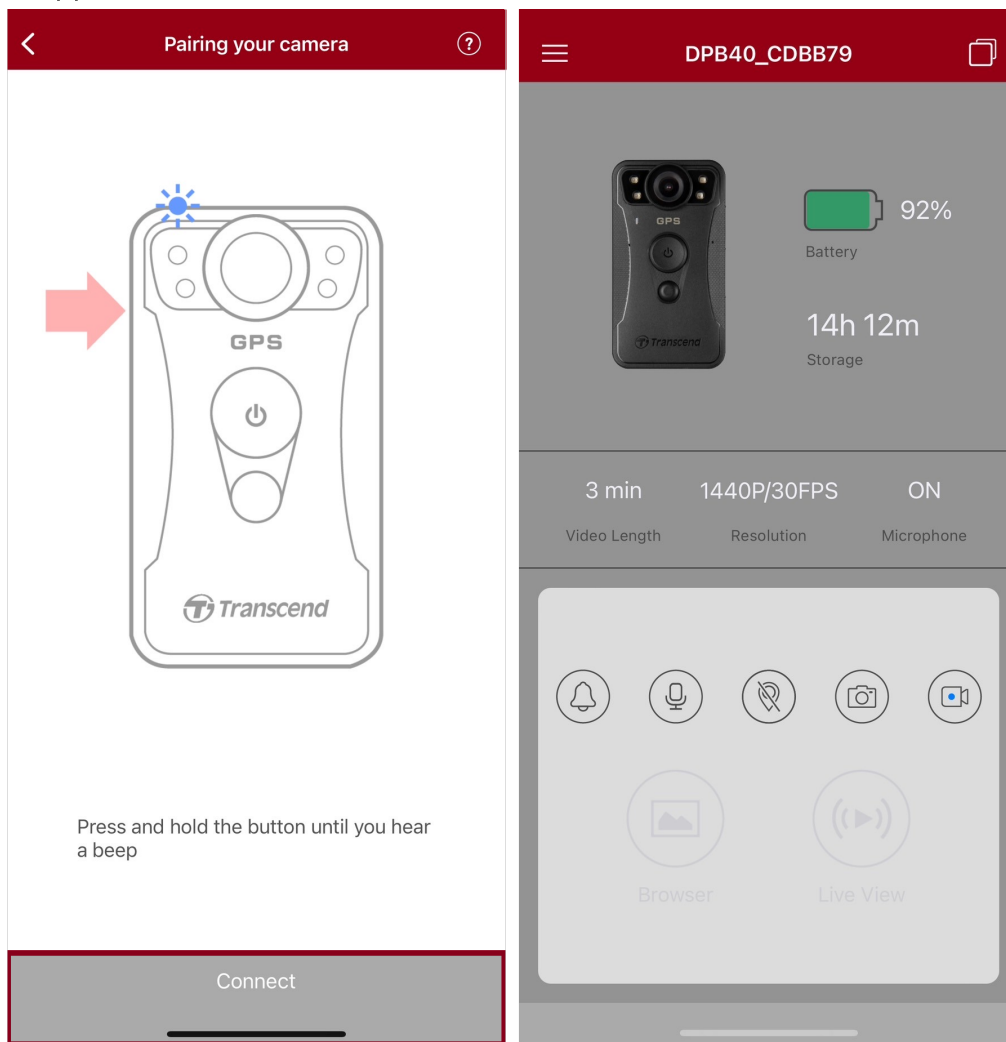 Pairing your camera
?
GPS
Transcend
Press and hold the button until you hear
a beep
Connect
DPB40_CDBB79
GPS
Transcend
92%
Battery
14h 12m
Storage
3 min
1440P/30FPS
ON
Video Length
Resolution
Microphone
Browser
Live View